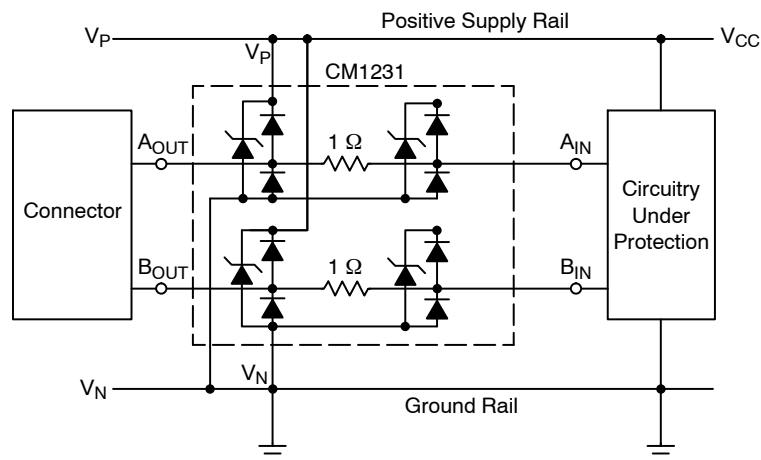 Positive Supply Rail
V_P
V_CC
V_P
CM1231
A_OUT
1 Ω
A_IN
Connector
Circuitry
Under
Protection
B_OUT
1 Ω
B_IN
V_N
V_N
Ground Rail